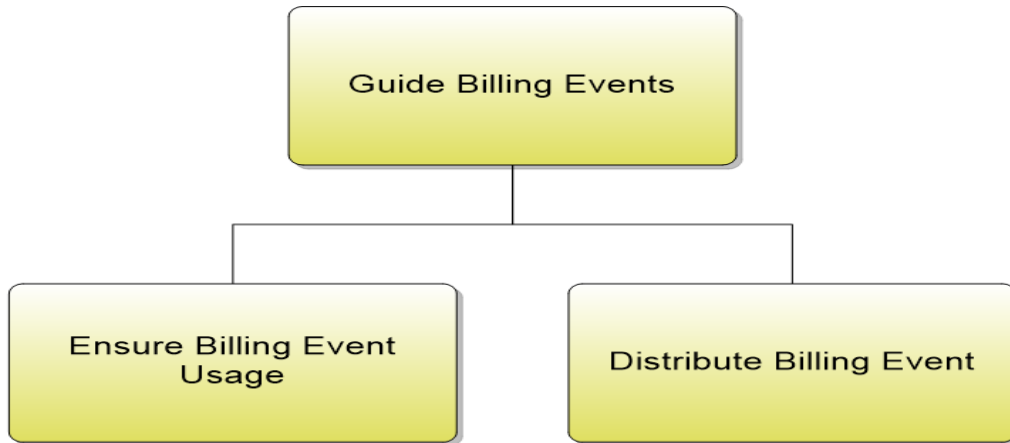 Guide Billing Events
Ensure Billing Event
Usage
Distribute Billing Event